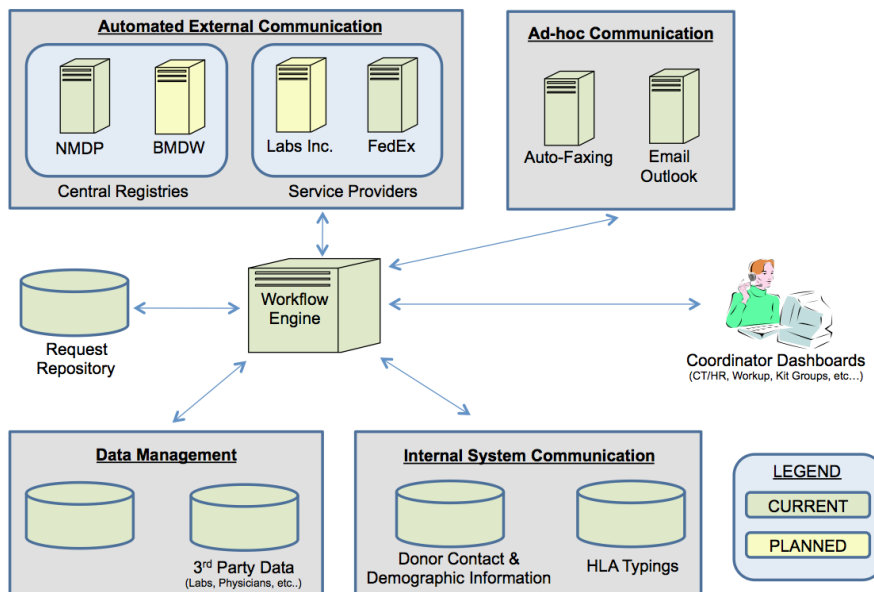 Automated External Communication
NMDP
BMDW
Central Registries
Labs Inc.
FedEx
Service Providers
Ad-hoc Communication
Auto-Faxing
Email
Outlook
Request
Repository
Workflow
Engine
Coordinator Dashboards
(CT/HR, Workup, Kit Groups, etc...)
Data Management
3rd Party Data
(Labs, Physicians, etc..)
Internal System Communication
Donor Contact &
Demographic Information
HLA Typings
LEGEND
CURRENT
PLANNED